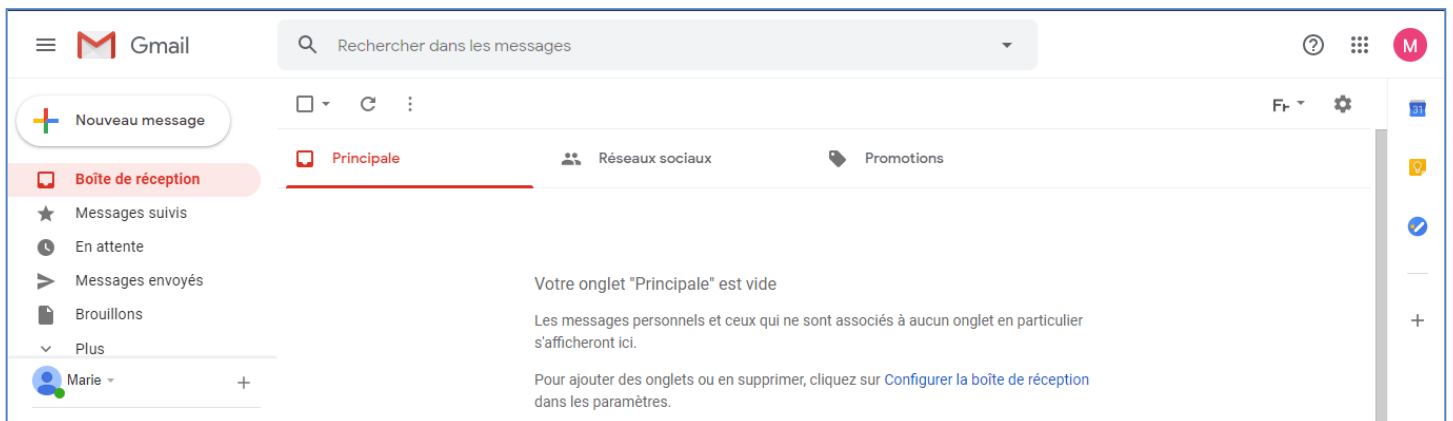 Gmail
Rechercher dans les messages
M
Nouveau message
Fr
31
Principale
Réseaux sociaux
Promotions
Boîte de réception
Messages suivis
En attente
Messages envoyés
Brouillons
Plus
Marie
Votre onglet "Principale" est vide
Les messages personnels et ceux qui ne sont associés à aucun onglet en particulier
s'afficheront ici.
Pour ajouter des onglets ou en supprimer, cliquez sur Configurer la boîte de réception
dans les paramètres.